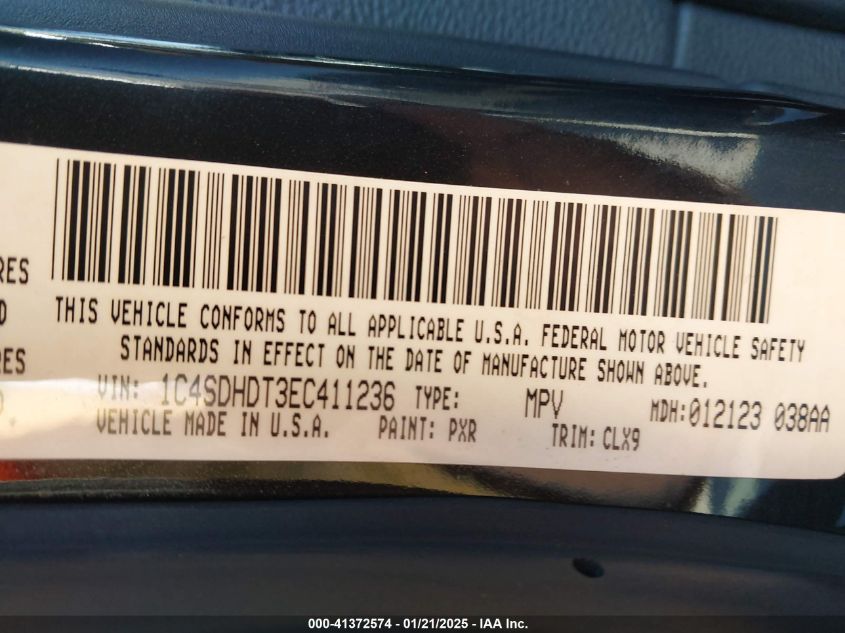 RES
THIS VEHICLE CONFORMS TO ALL APPLICABLE U.S.A. FEDERAL MOTOR VEHICLE SAFETY
STANDARDS IN EFFECT ON THE DATE OF MANUFACTURE SHOWN ABOVE.
RES
VIN: 1C4SDHDT3EC411236 TYPE: MPV MDH:012123 038AA
VEHICLE MADE IN U.S.A. PAINT: PXR TRIM: CLX9
000-41372574 - 01/21/2025 - IAA Inc.